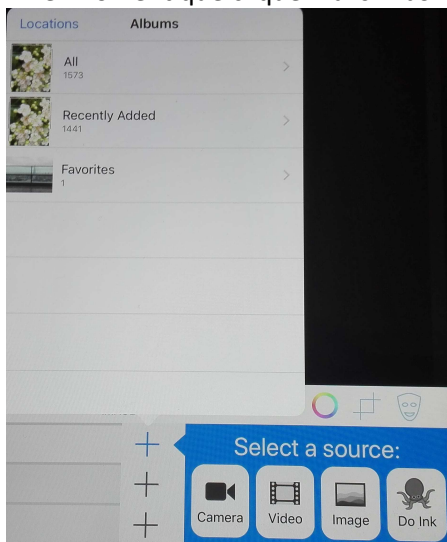 Locations Albums
All
1573
Recently Added
1441
Favorites
1
Select a source:
Camera Video Image Do Ink